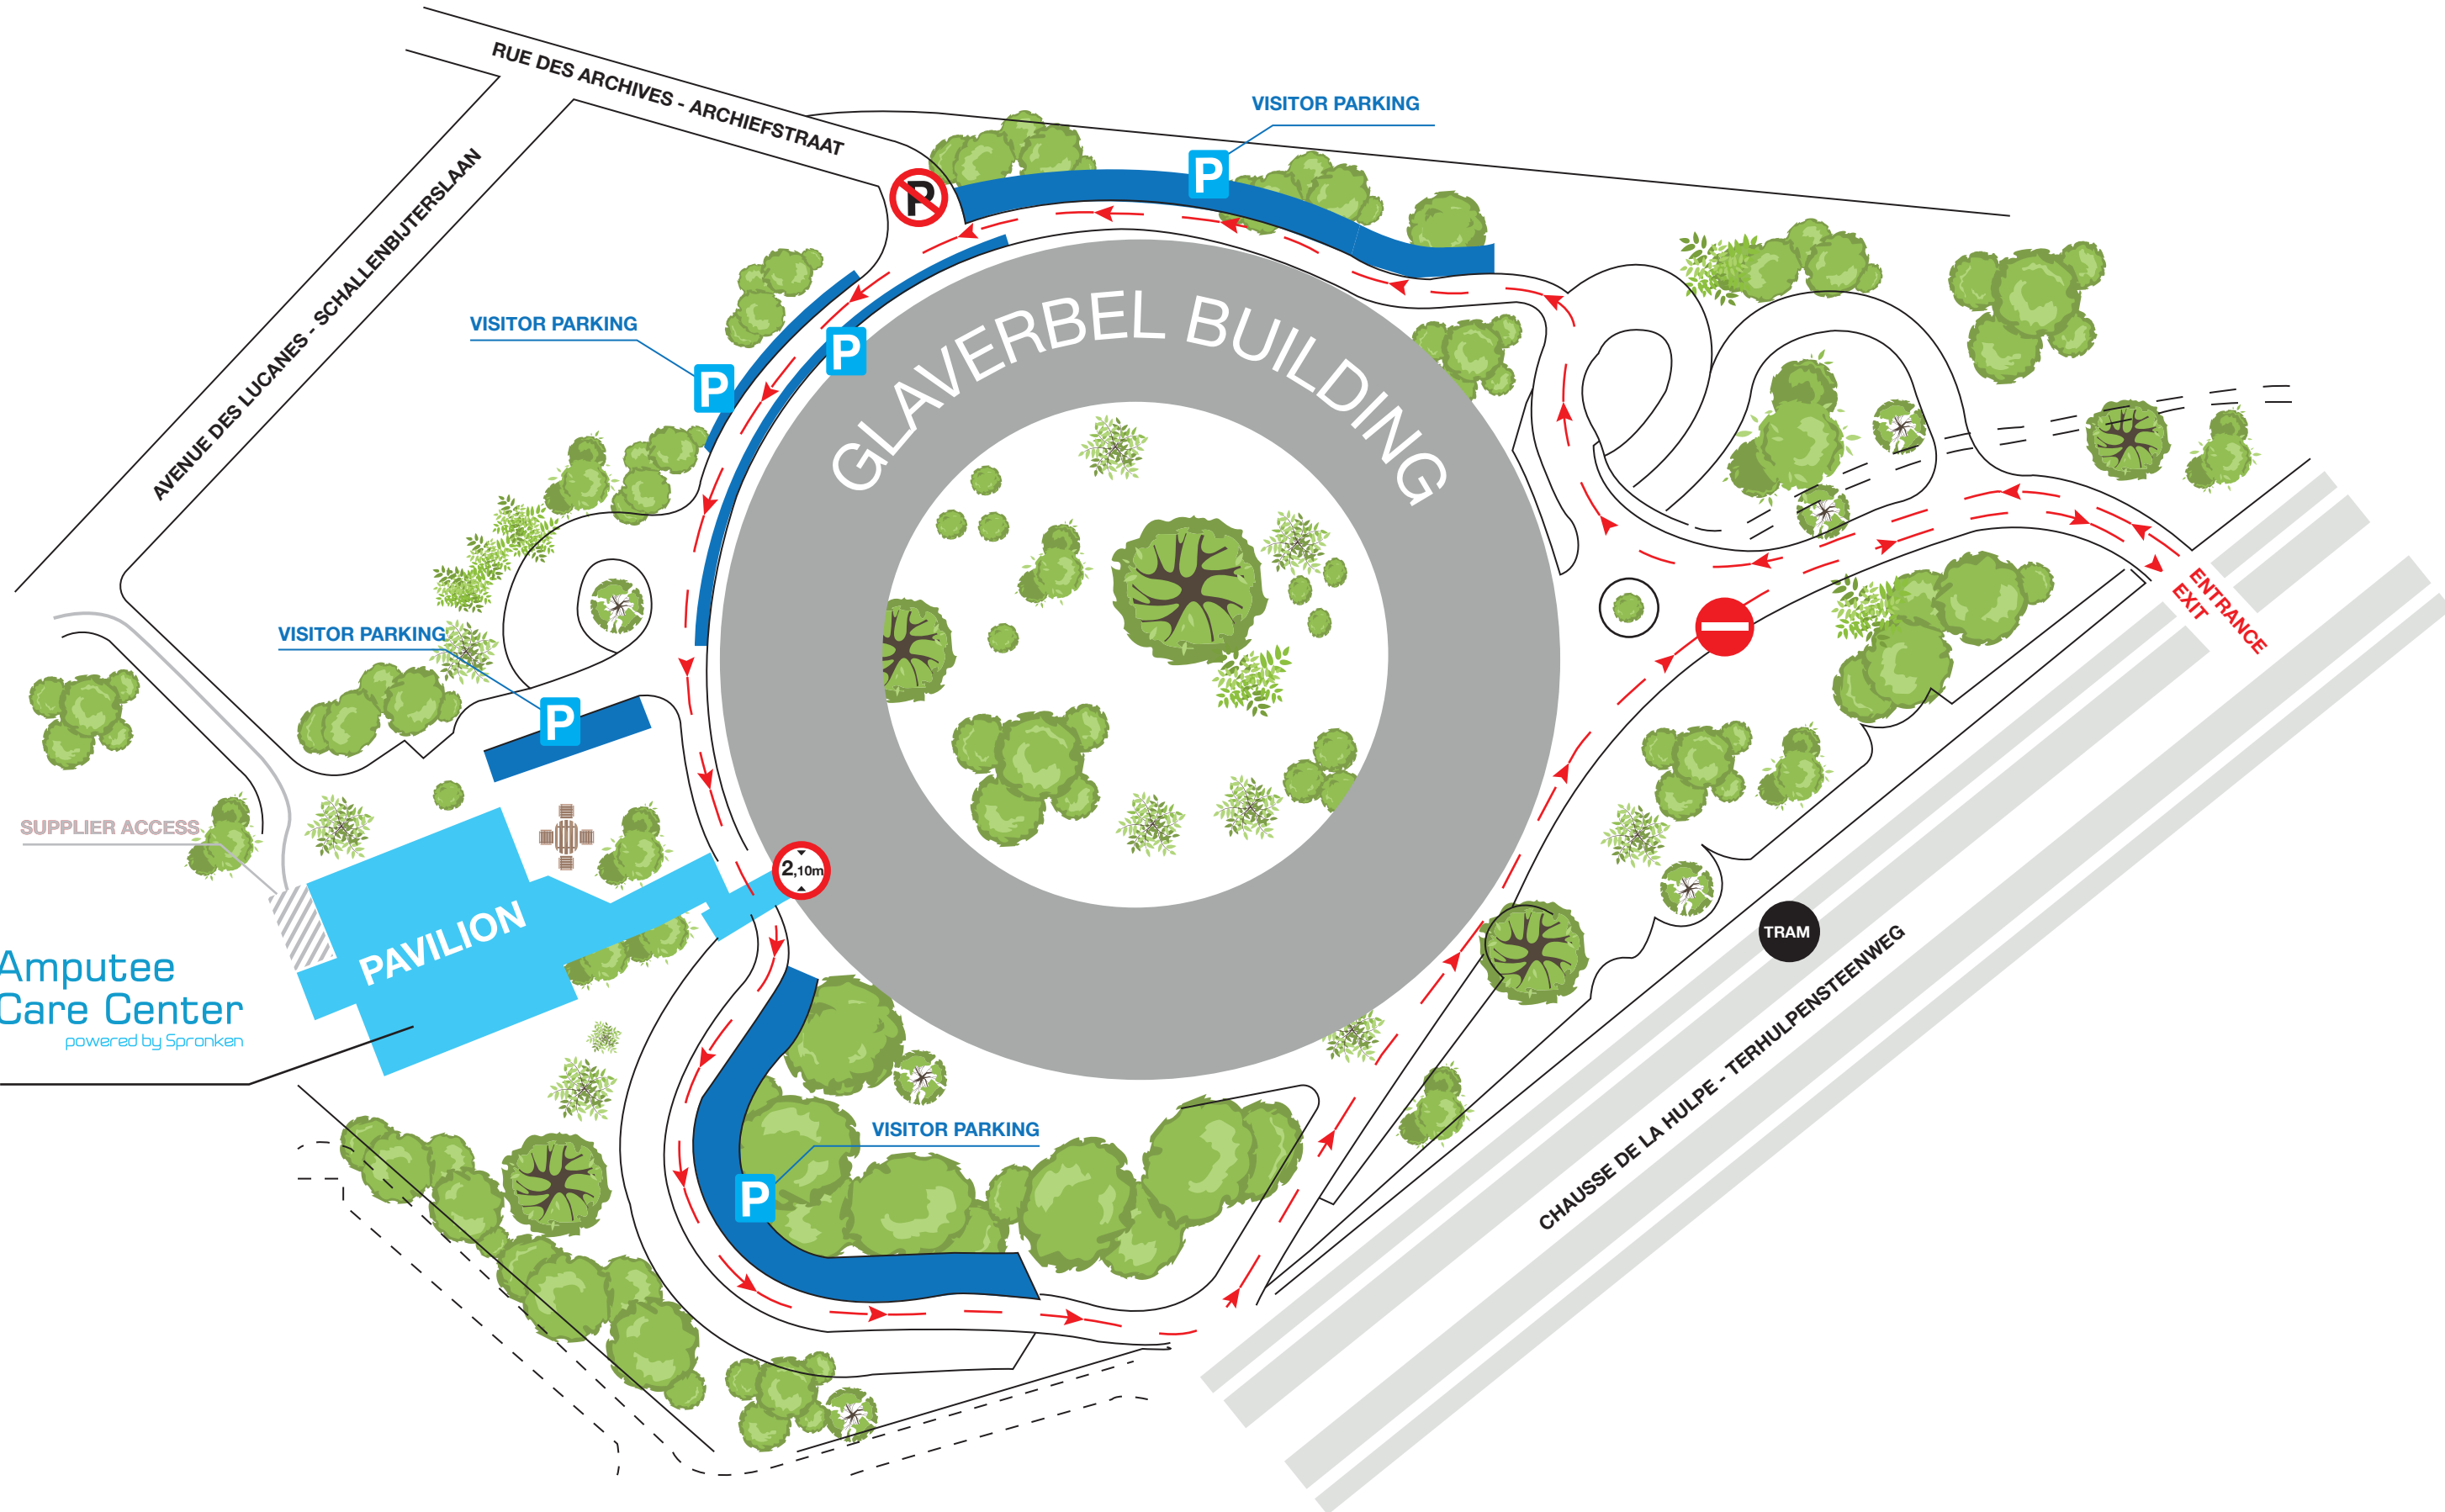 RUE DES ARCHIVES - ARCHIEFSTRAAT
VISITOR PARKING
P
P
AVENUE DES LUCANES - SCHALLENBIJTERSLAAN
VISITOR PARKING
P
P
GLAVERBEL BUILDING
ENTRANCE
EXIT
VISITOR PARKING
P
SUPPLIER ACCESS
2,10m
PAVILION
TRAM
Amputee
Care Center
powered by Spronken
CHAUSSE DE LA HULPE - TERHULPENSTEENWEG
VISITOR PARKING
P